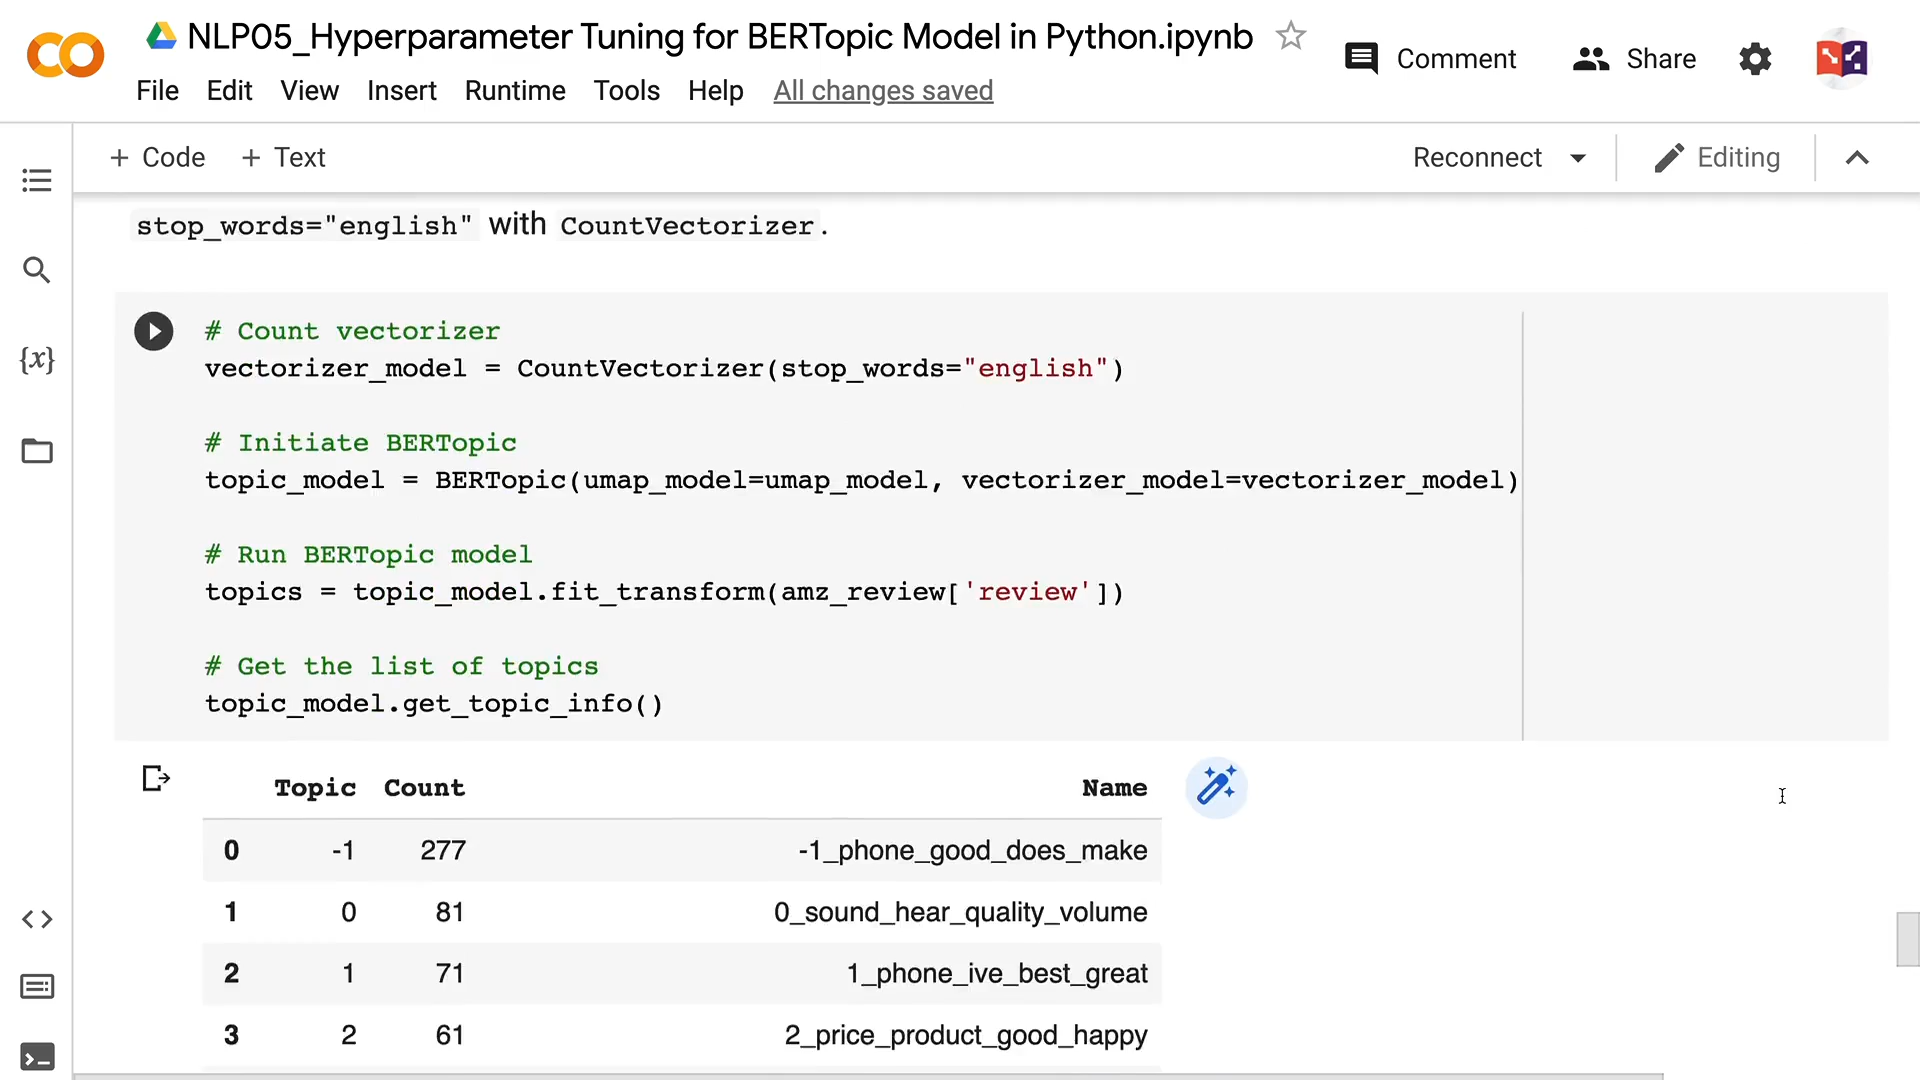 NLP05_Hyperparameter Tuning for BERTopic Model in Python.ipynb
Comment
Share
File Edit View Insert Runtime Tools Help All changes saved
+ Code + Text
Reconnect
Editing
stop_words="english" with CountVectorizer.
{x}
# Count vectorizer
vectorizer_model = CountVectorizer(stop_words="english")
# Initiate BERTopic
topic_model = BERTopic(umap_model=umap_model, vectorizer_model=vectorizer_model)
# Run BERTopic model
topics = topic_model.fit_transform(amz_review['review'])
# Get the list of topics
topic_model.get_topic_info()
Topic Count Name
0 -1 277 -1_phone_good_does_make
1 0 81 0_sound_hear_quality_volume
2 1 71 1_phone_ive_best_great
3 2 61 2_price_product_good_happy